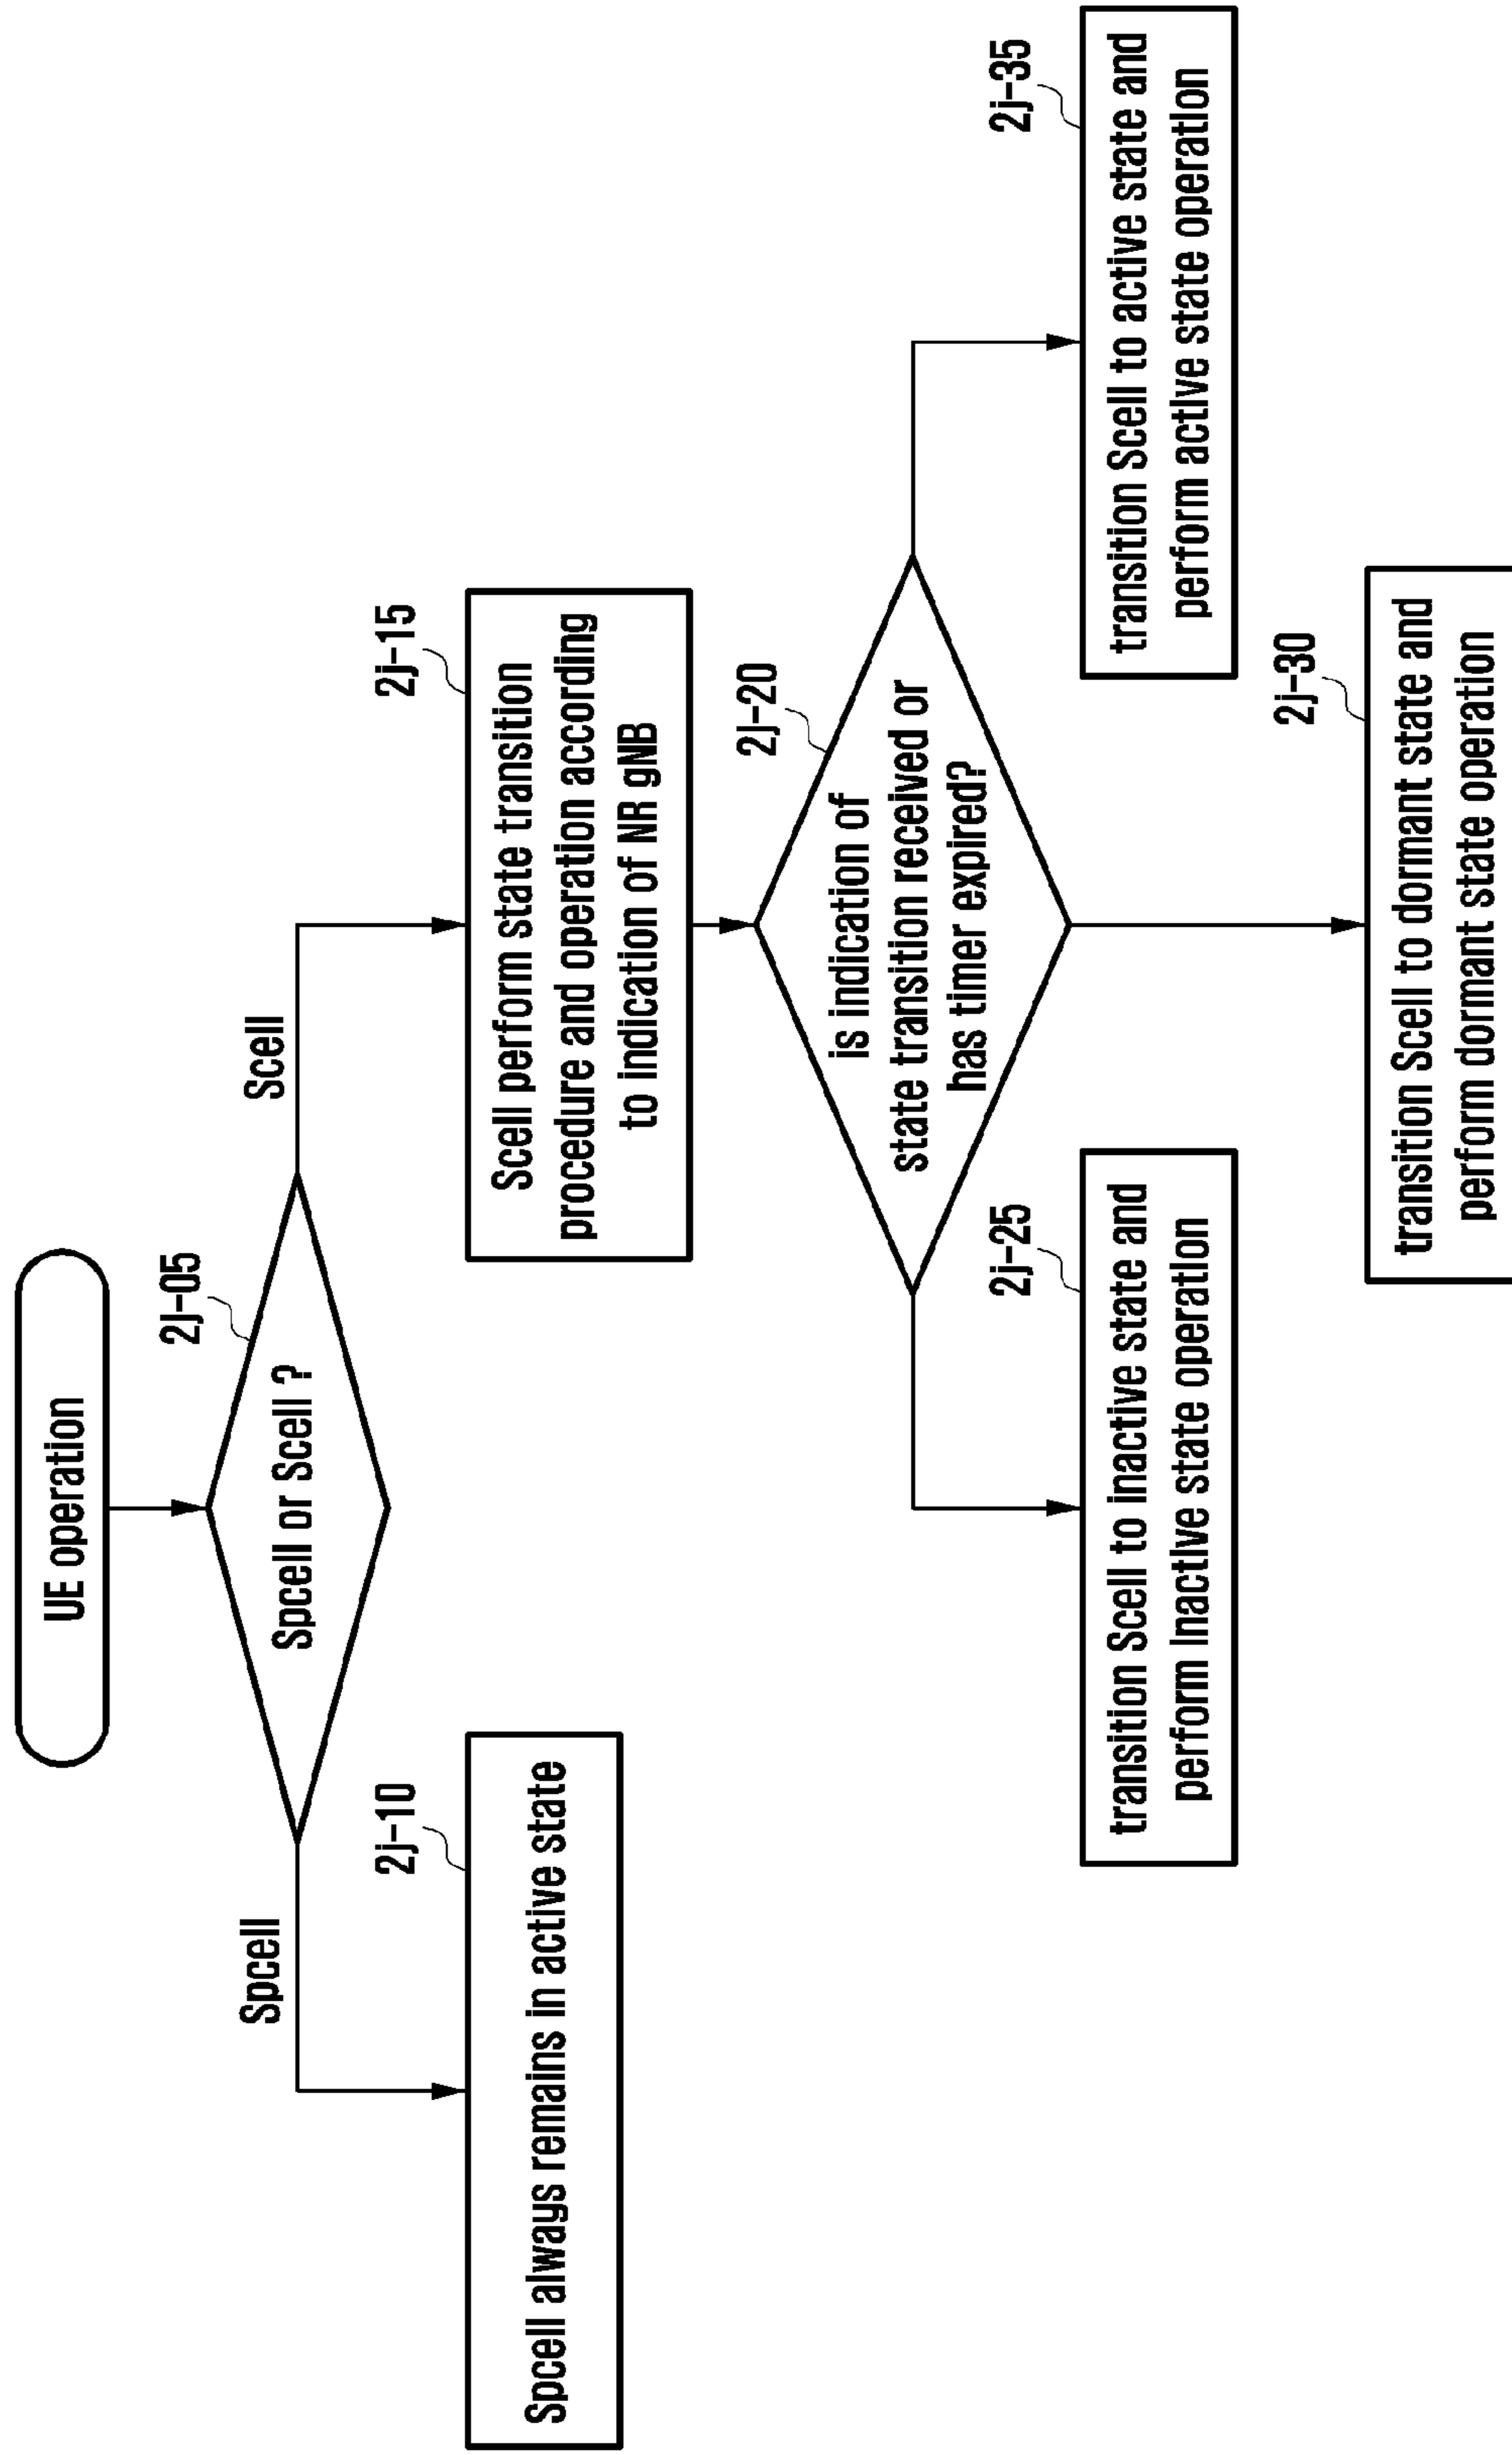 UE operation
2j-05
Spcell or Scell ?
Spcell
Scell
2j-10
Spcell always remains in active state
2j-15
Scell perform state transition
procedure and operation according
to indication of NR gNB
2j-20
is indication of
state transition received or
has timer expired?
2j-25
transition Scell to inactive state and
perform inactive state operation
2j-35
transition Scell to active state and
perform active state operation
2j-30
transition Scell to dormant state and
perform dormant state operation